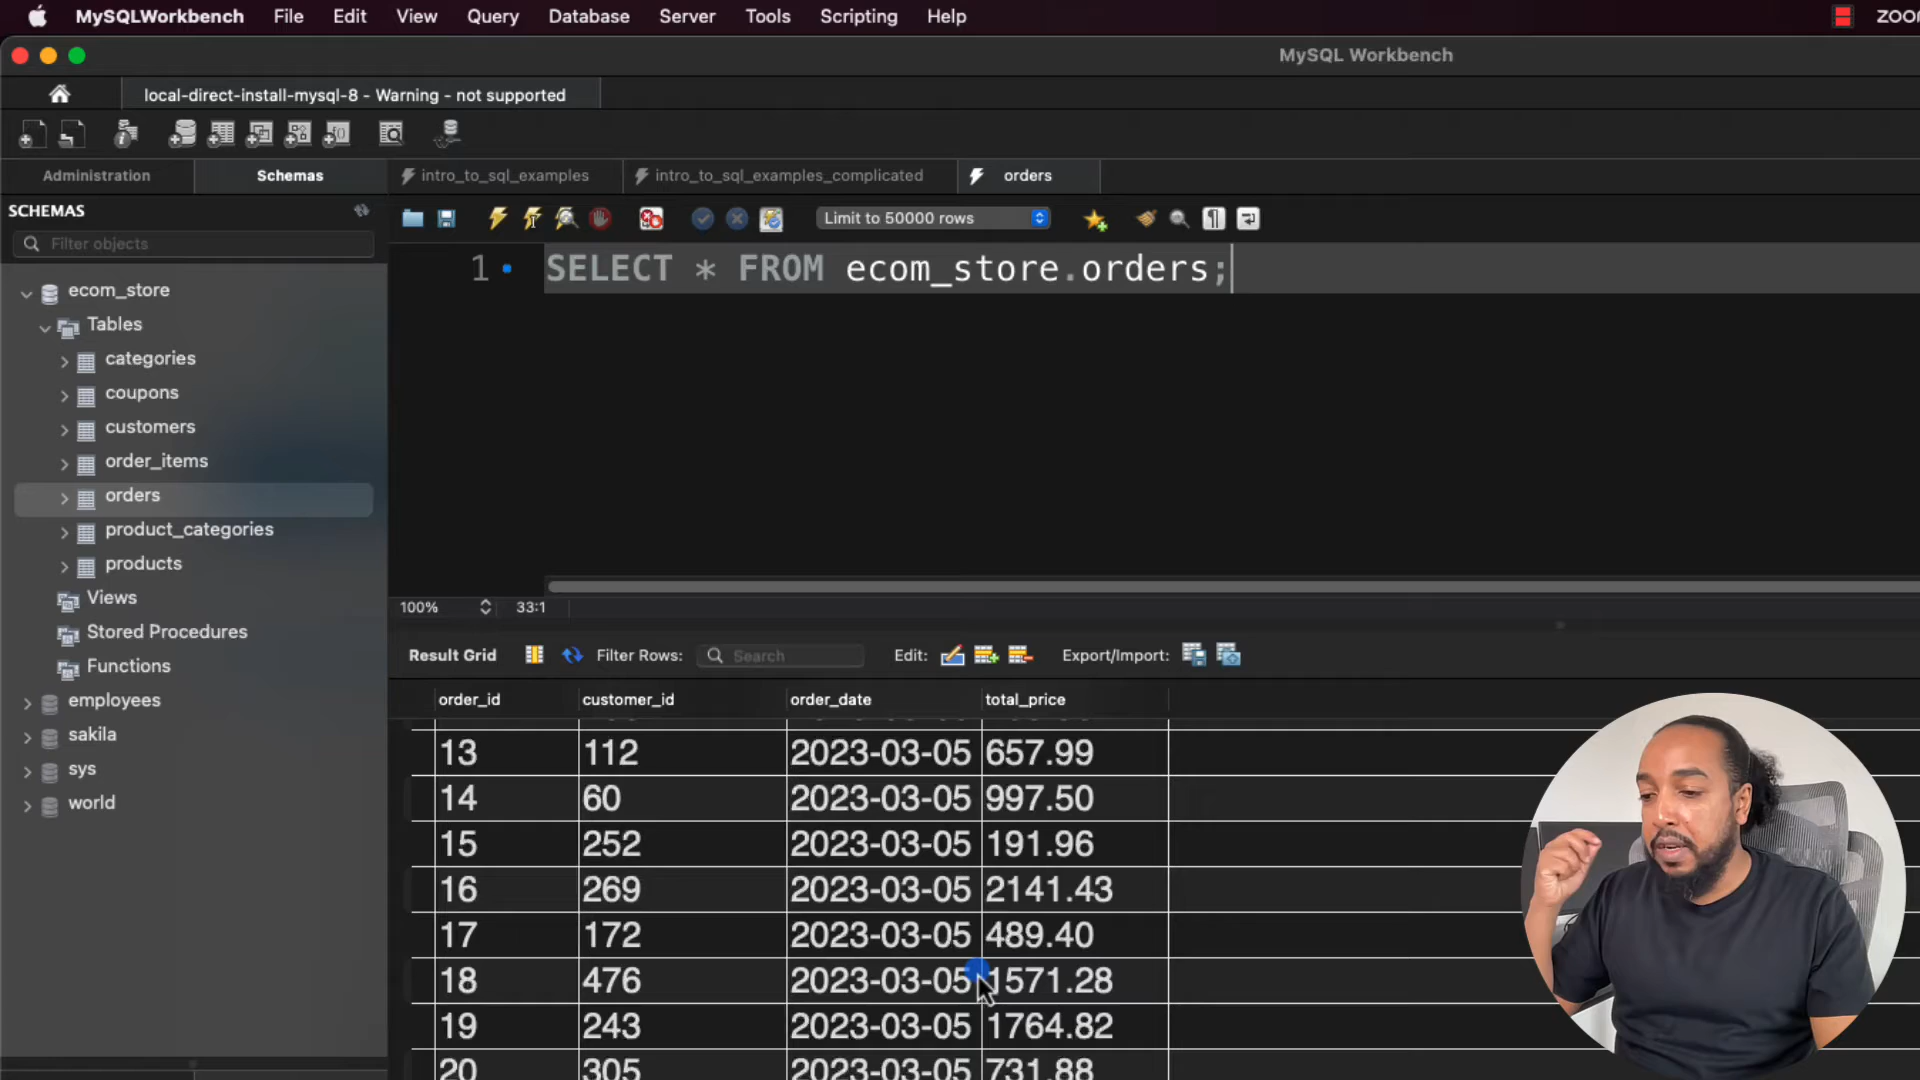 MySQLWorkbench File Edit View Query Database Server Tools Scripting Help
MySQL Workbench
local-direct-install-mysql-8 - Warning - not supported
Administration Schemas intro_to_sql_examples intro_to_sql_examples_complicated orders
SCHEMAS
Limit to 50000 rows
Filter objects
1 SELECT * FROM ecom_store.orders;
ecom_store
Tables
categories
coupons
customers
order_items
orders
product_categories
products
Views
Stored Procedures
Functions
employees
sakila
sys
world
100% 33:1
Result Grid Filter Rows: Search Edit: Export/Import:
order_id customer_id order_date total_price
13 112 2023-03-05 657.99
14 60 2023-03-05 997.50
15 252 2023-03-05 191.96
16 269 2023-03-05 2141.43
17 172 2023-03-05 489.40
18 476 2023-03-05 1571.28
19 243 2023-03-05 1764.82
20 305 2023-03-05 731.88